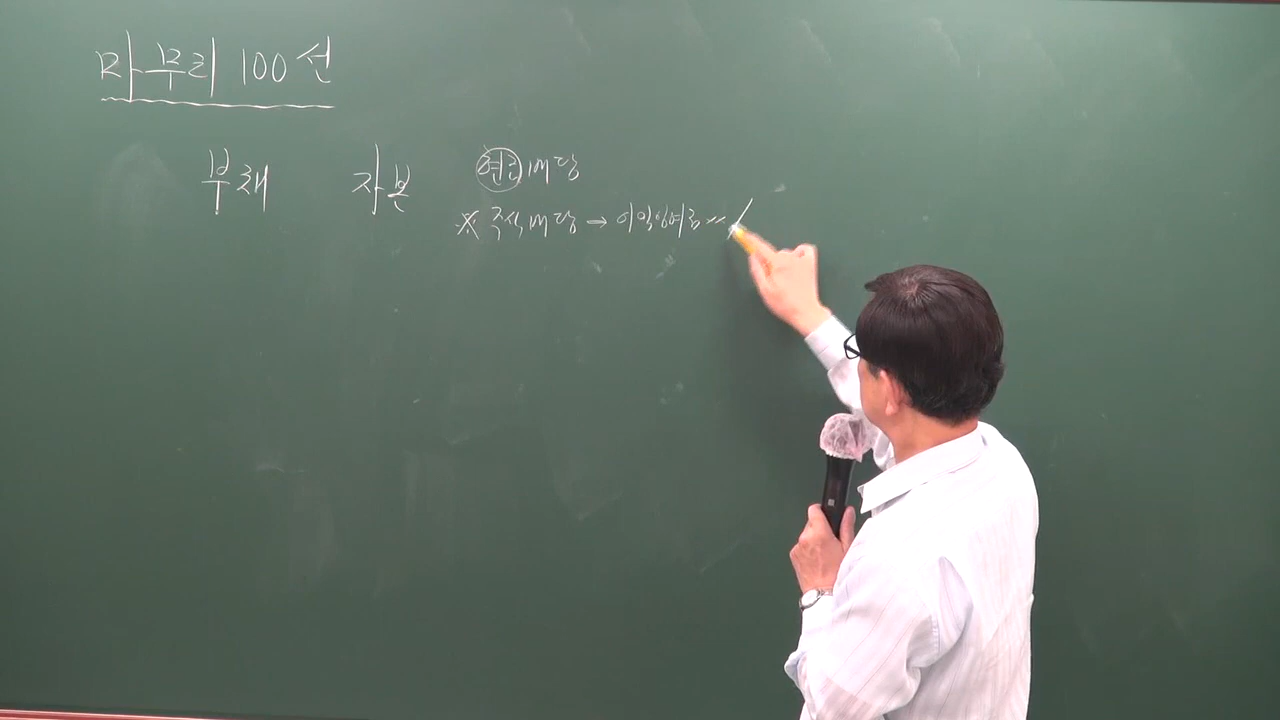 마무리 100선
부채 자본 현금배당
※ 주식배당 → 이익잉여금 ×× /